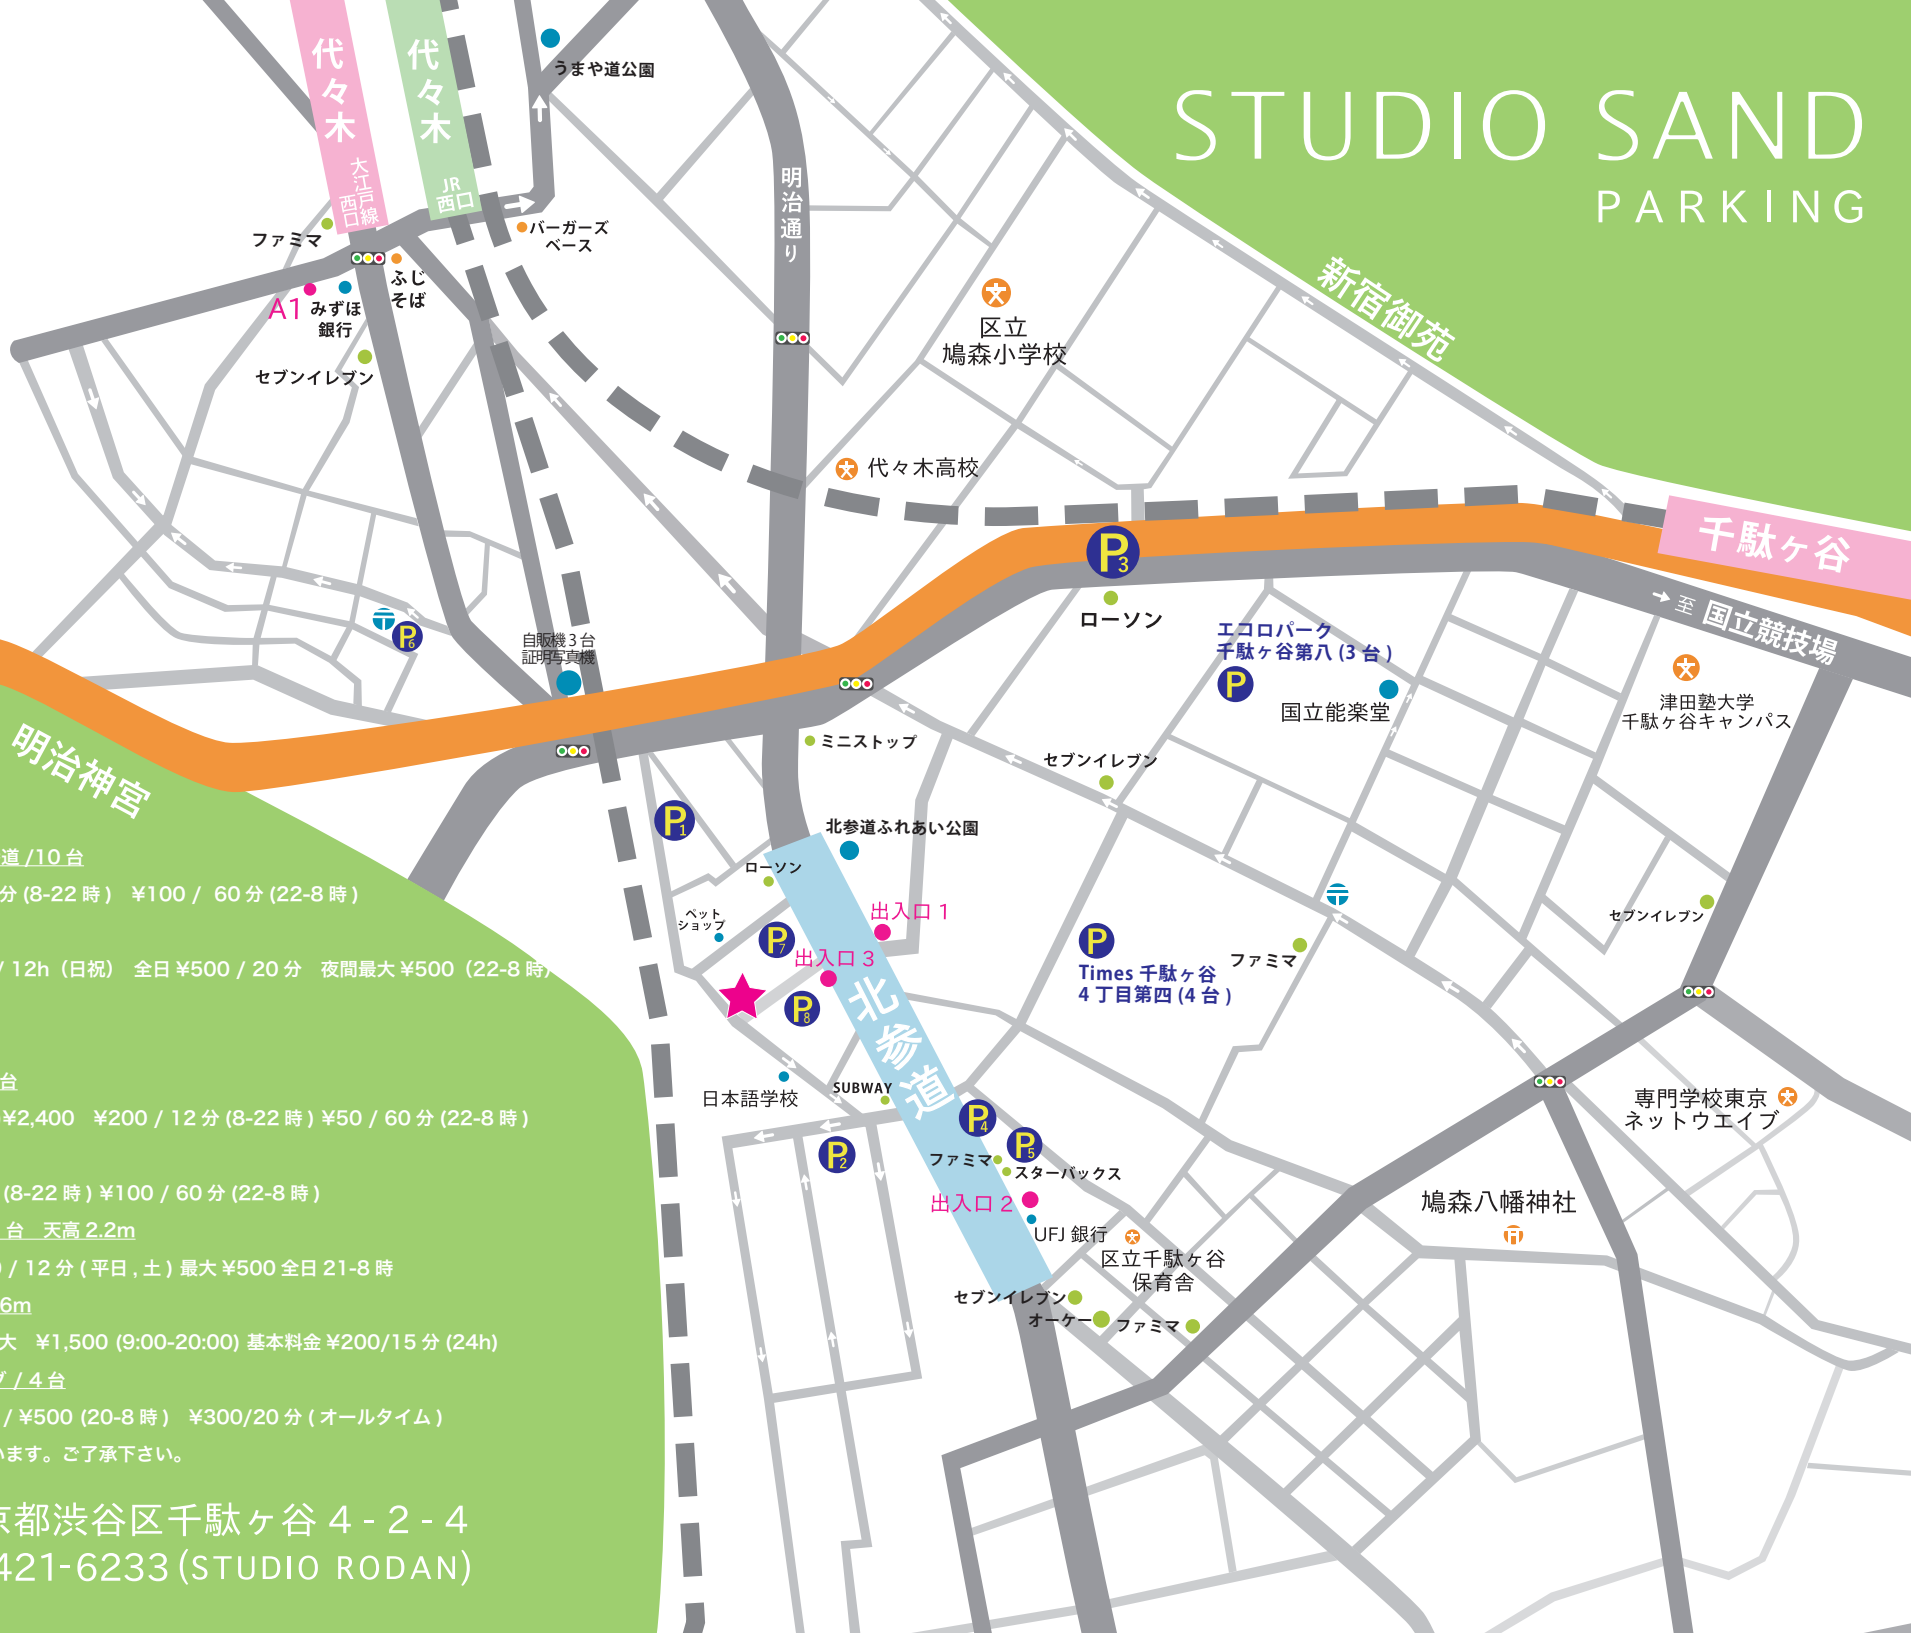 STUDIO SAND
PARKING
代々木
大江戸線
西口
代々木
JR
西口
うまや道公園
明治通り
バーガーズ
ベース
ファミマ
ふじ
そば
A1
みずほ
銀行
セブンイレブン
新宿御苑
区立
鳩森小学校
代々木高校
千駄ヶ谷
P3
ローソン
→ 至 国立競技場
エコロパーク
千駄ヶ谷第八 (3 台 )
P
国立能楽堂
津田塾大学
千駄ヶ谷キャンパス
P6
自販機 3 台
証明写真機
ミニストップ
セブンイレブン
明治神宮
P1
北参道ふれあい公園
ローソン
ペット
ショップ
P7
出入口 1
出入口 3
P8
北参道
P
Times 千駄ヶ谷
4 丁目第四 (4 台 )
ファミマ
セブンイレブン
日本語学校
SUBWAY
P4
P5
P2
ファミマ
スターバックス
出入口 2
UFJ 銀行
区立千駄ヶ谷
保育舎
専門学校東京
ネットウエイブ
鳩森八幡神社
セブンイレブン
オーケー
ファミマ
道 /10 台
分 (8-22 時 ) ¥100 / 60 分 (22-8 時 )
/ 12h（日祝） 全日 ¥500 / 20 分 夜間最大 ¥500（22-8 時）
台
¥2,400 ¥200 / 12 分 (8-22 時 ) ¥50 / 60 分 (22-8 時 )
(8-22 時 ) ¥100 / 60 分 (22-8 時 )
台 天高 2.2m
/ 12 分 ( 平日 , 土 ) 最大 ¥500 全日 21-8 時
6m
大 ¥1,500 (9:00-20:00) 基本料金 ¥200/15 分 (24h)
/ 4 台
/ ¥500 (20-8 時 ) ¥300/20 分 ( オールタイム )
います。ご了承下さい。
京都渋谷区千駄ヶ谷 4 - 2 - 4
421-6233 (STUDIO RODAN)